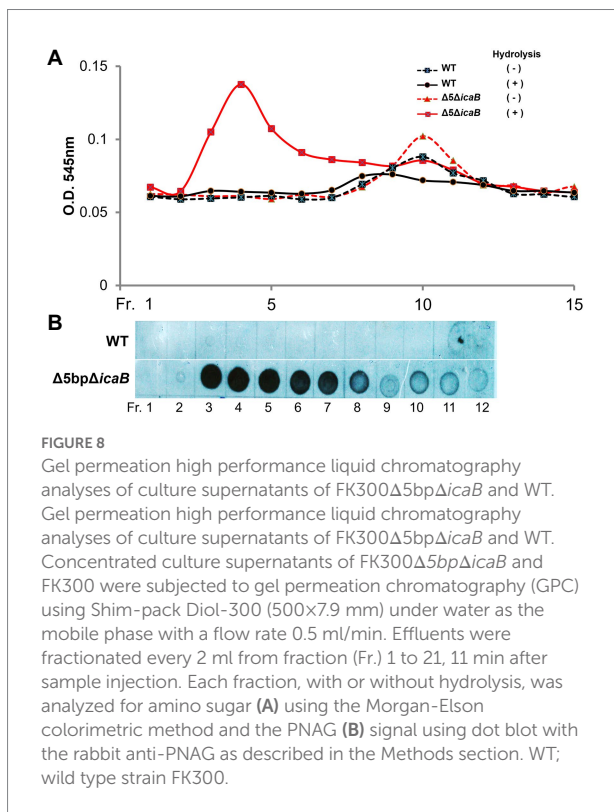 A
Hydrolysis
WT (-)
WT (+)
Δ5ΔicaB (-)
Δ5ΔicaB (+)
0.15
0.1
0.05
0
O.D. 545nm
Fr. 1 5 10 15
B
WT
Δ5bpΔicaB
Fr. 1 2 3 4 5 6 7 8 9 10 11 12
FIGURE 8
Gel permeation high performance liquid chromatography
analyses of culture supernatants of FK300Δ5bpΔicaB and WT.
Gel permeation high performance liquid chromatography
analyses of culture supernatants of FK300Δ5bpΔicaB and WT.
Concentrated culture supernatants of FK300Δ5bpΔicaB and
FK300 were subjected to gel permeation chromatography (GPC)
using Shim-pack Diol-300 (500×7.9 mm) under water as the
mobile phase with a flow rate 0.5 ml/min. Effluents were
fractionated every 2 ml from fraction (Fr.) 1 to 21, 11 min after
sample injection. Each fraction, with or without hydrolysis, was
analyzed for amino sugar (A) using the Morgan-Elson
colorimetric method and the PNAG (B) signal using dot blot with
the rabbit anti-PNAG as described in the Methods section. WT;
wild type strain FK300.